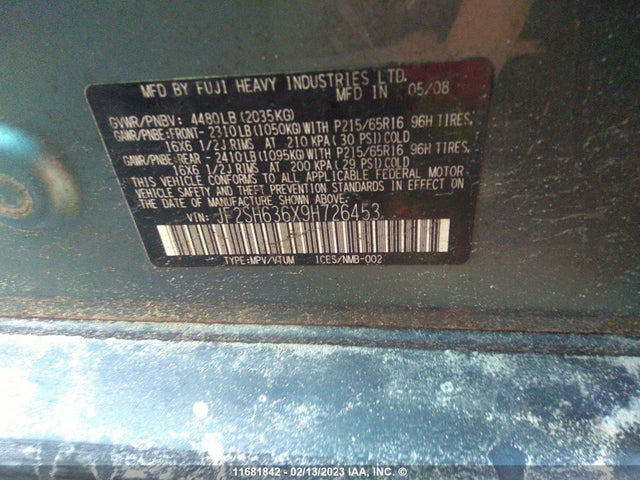 MFD BY FUJI HEAVY INDUSTRIES LTD.
MFD IN 05/08
GVWR/PNBV: 4480LB (2035KG)
GAWR/PNBE: FRONT- 2310LB (1050KG) WITH P215/65R16 96H TIRES,
16X6 1/2J RIMS AT 210 KPA ( 30 PSI) COLD
GAWR/PNBE: REAR - 2410LB (1095KG) WITH P215/65R16 96H TIRES,
16X6 1/2J RIMS AT 200 KPA ( 29 PSI) COLD
THIS VEHICLE CONFORMS TO ALL APPLICABLE FEDERAL MOTOR
VEHICLE SAFETY, BUMPER, AND THEFT PREVENTION STANDARDS IN EFFECT ON
THE DATE OF MANUFACTURE SHOWN ABOVE.
VIN: JF2SH636X9H726453
TYPE:MPV/VTUM ICES/NMB-002
11681842 - 02/13/2023 IAA, INC. ©